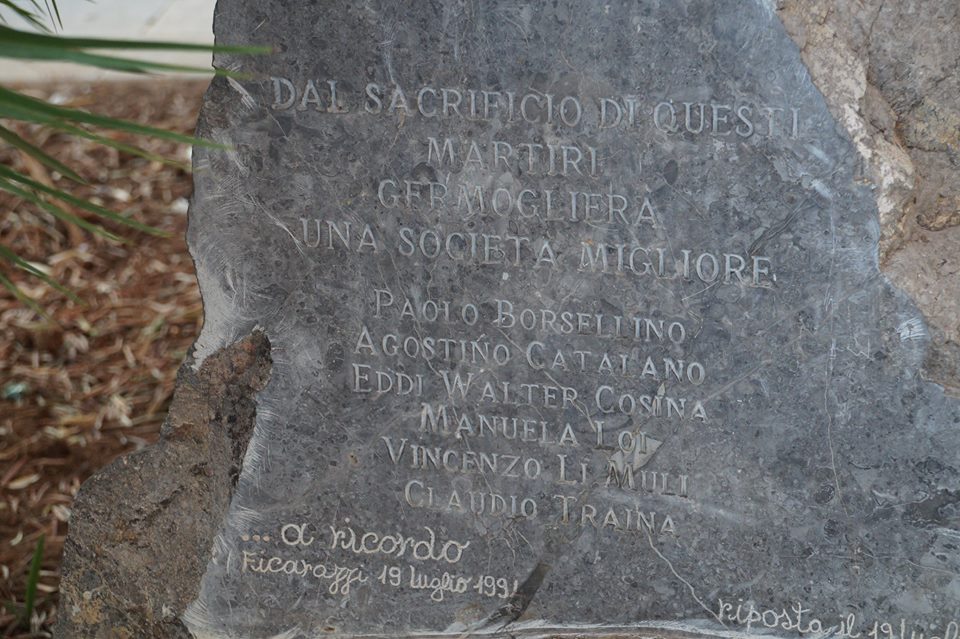 DAL SACRIFICIO DI QUESTI
MARTIRI
GERMOGLIERA
UNA SOCIETA MIGLIORE
PAOLO BORSELLINO
AGOSTINO CATALANO
EDDI WALTER COSINA
MANUELA LOI
VINCENZO LI MULI
CLAUDIO TRAINA
... a ricordo
Ficarazzi 19 luglio
riposta il